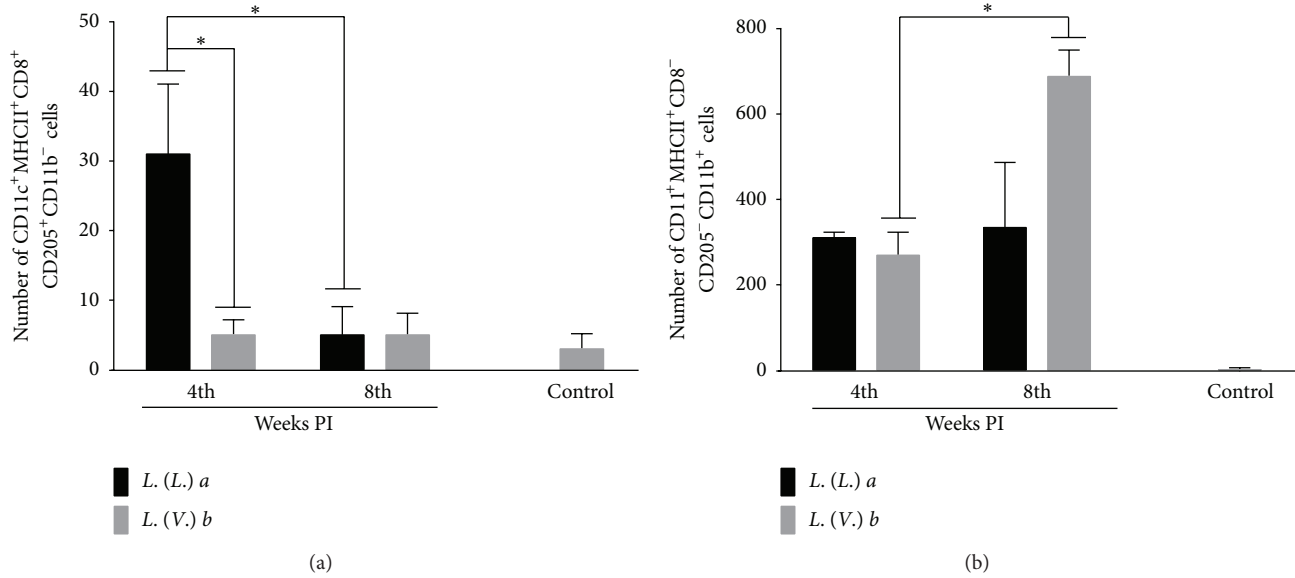 Number of CD11c⁺MHCII⁺CD8⁺
CD205⁺CD11b⁻ cells
50
40
30
20
10
0
*
*
4th
8th
Control
Weeks PI
L. (L.) a
L. (V.) b
(a)
Number of CD11⁺MHCII⁺CD8⁻
CD205⁻ CD11b⁺ cells
800
600
400
200
0
*
4th
8th
Control
Weeks PI
L. (L.) a
L. (V.) b
(b)